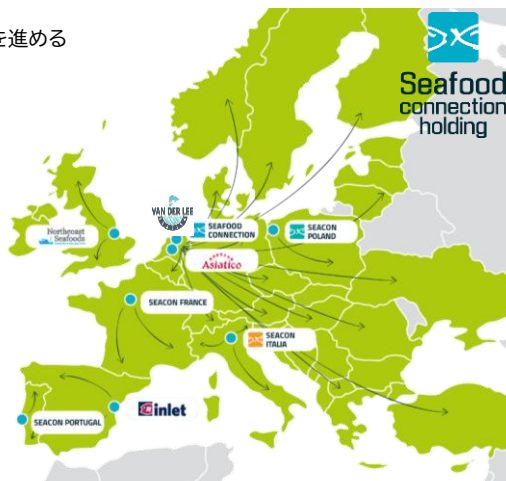 を進める
Seafood
connection
holding
VAN DER LEE
Northeast
Seafoods
SEAFOOD
CONNECTION
SEACON
POLAND
Asiatico
SEACON FRANCE
SEACON
ITALIA
inlet
SEACON PORTUGAL